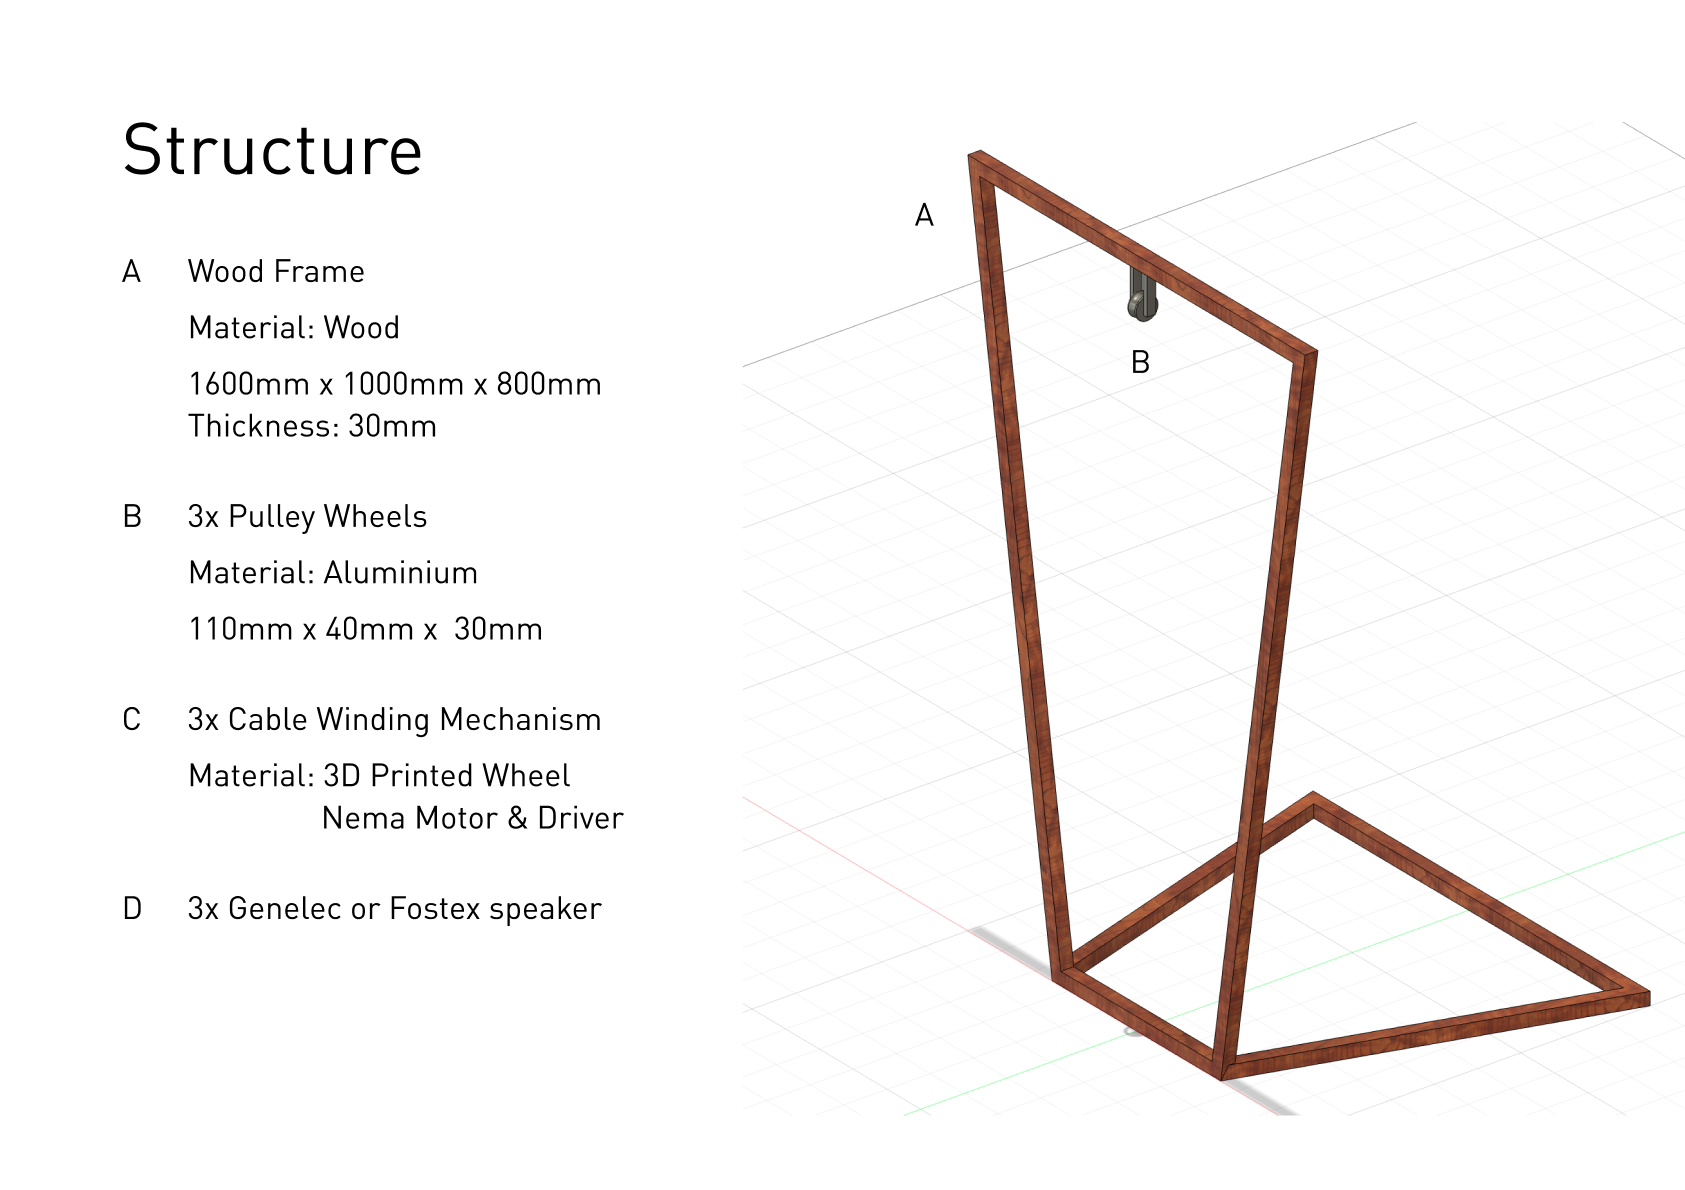 Structure
A Wood Frame
Material: Wood
1600mm x 1000mm x 800mm
Thickness: 30mm
B 3x Pulley Wheels
Material: Aluminium
110mm x 40mm x  30mm
C 3x Cable Winding Mechanism
Material: 3D Printed Wheel
Nema Motor & Driver
D 3x Genelec or Fostex speaker
A
B